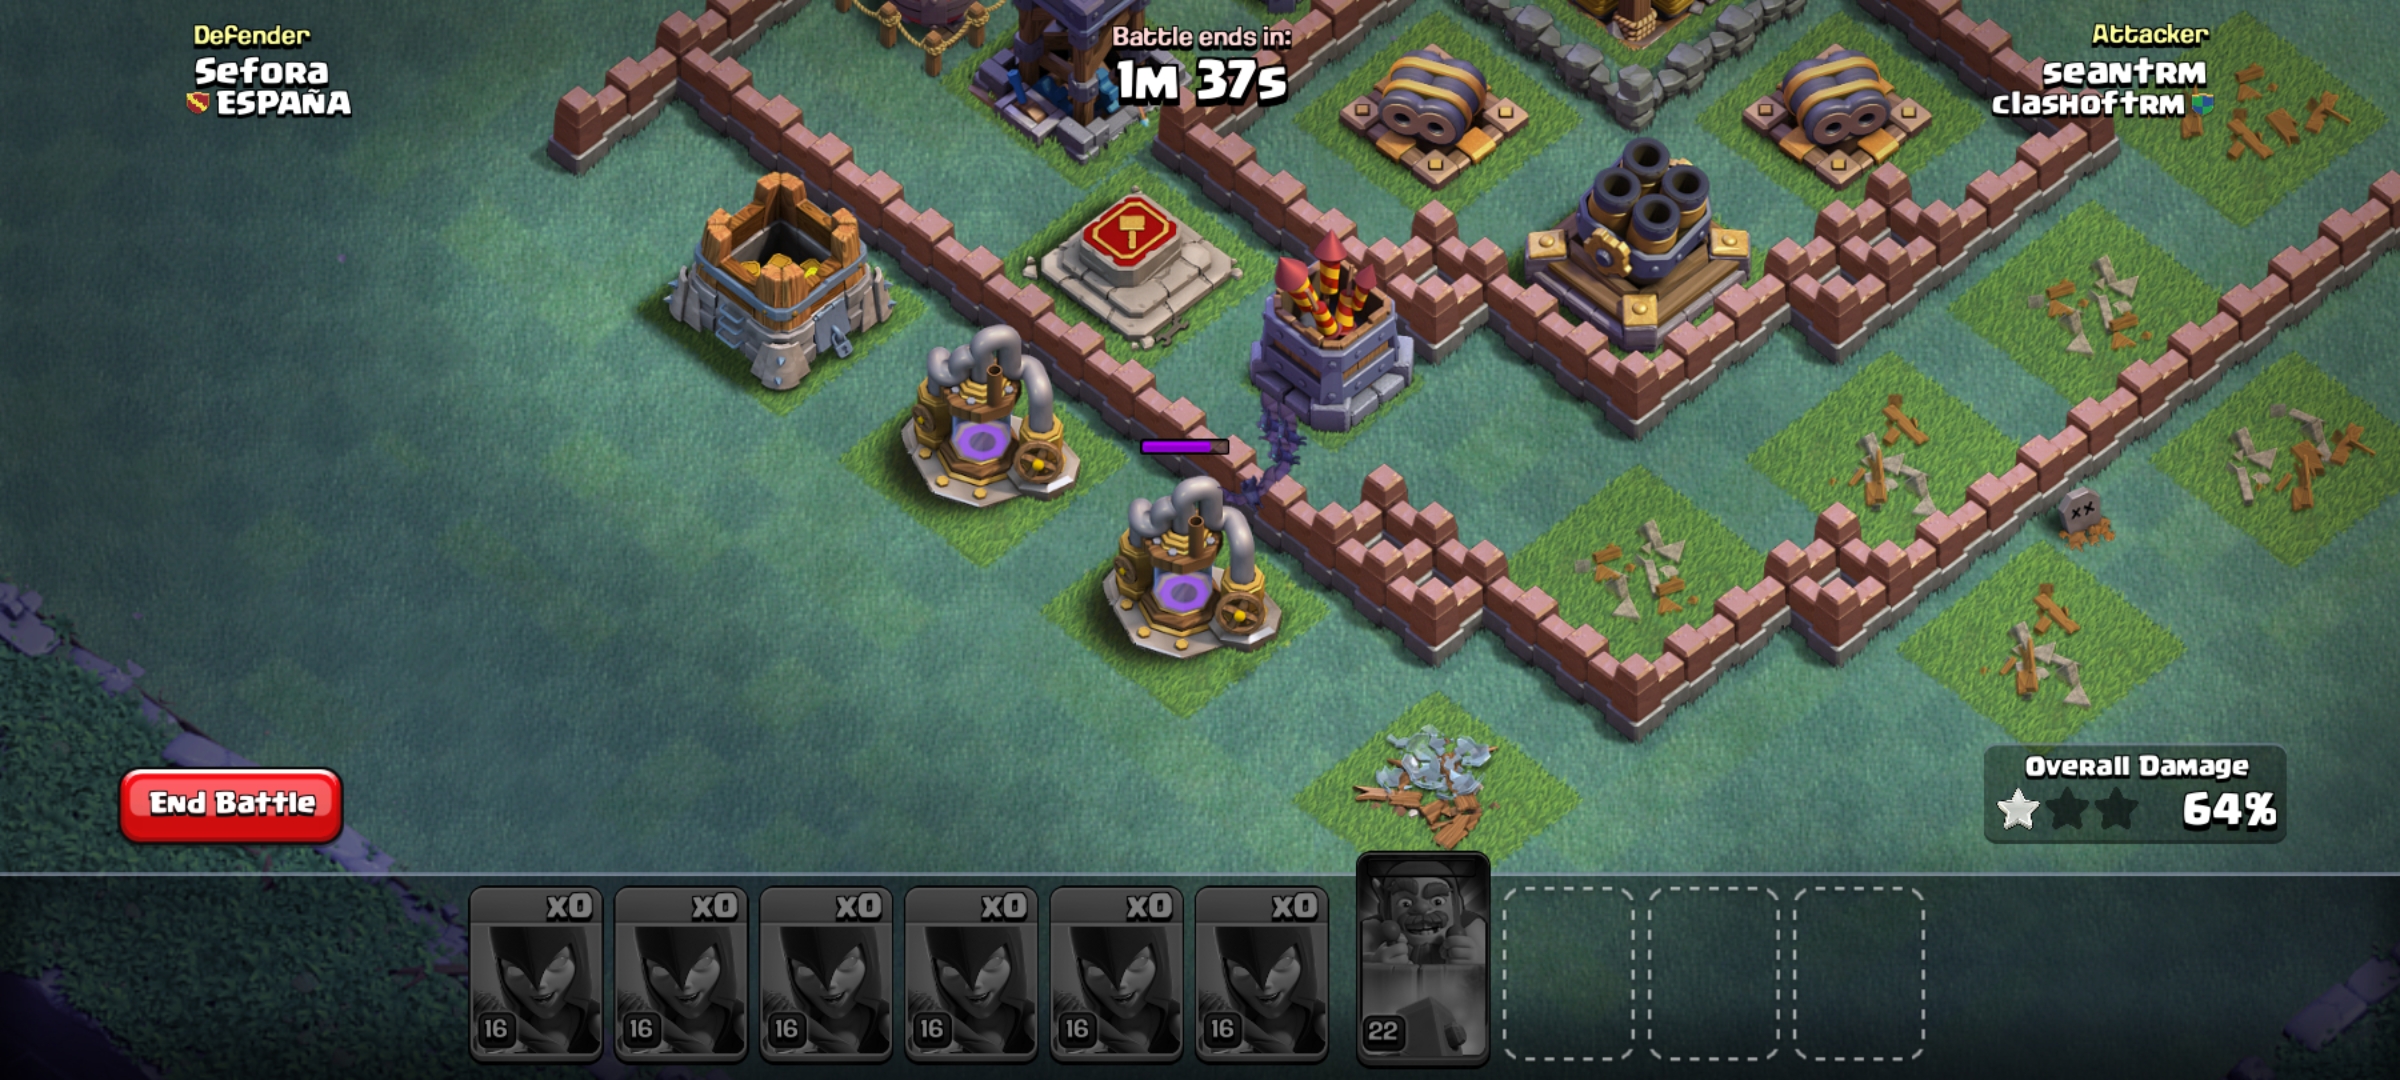 Defender
Sefora
ESPAÑA
Battle ends in:
1M 37s
Attacker
seantrm
clashoftrm
End Battle
Overall Damage
64%
x0
x0
x0
x0
x0
x0
16
16
16
16
16
16
22